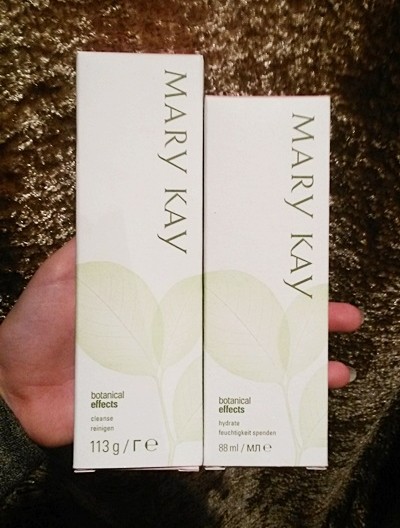 MARY KAY
botanical
effects
cleanse
reinigen
113 g / Г ℮
MARY KAY
botanical
effects
hydrate
feuchtigkeit spenden
88 ml / МЛ ℮